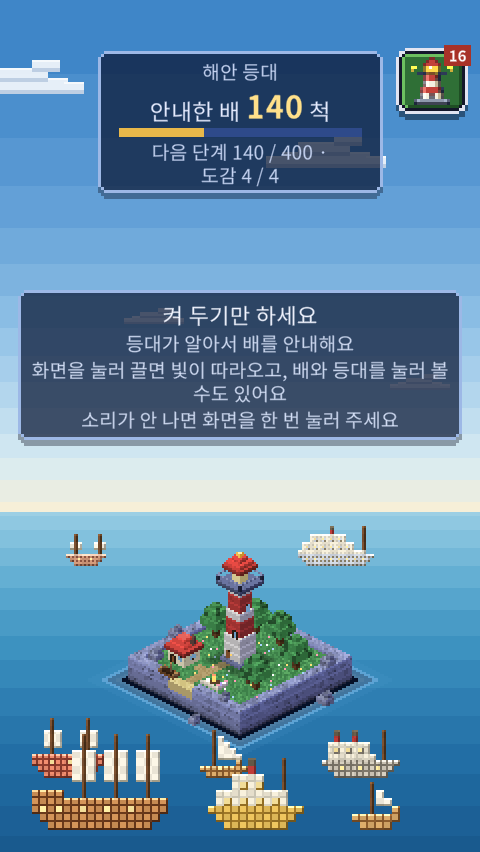 해안 등대
16
안내한 배 140 척
다음 단계 140 / 400 ·
도감 4 / 4
켜 두기만 하세요
등대가 알아서 배를 안내해요
화면을 눌러 끌면 빛이 따라오고, 배와 등대를 눌러 볼
수도 있어요
소리가 안 나면 화면을 한 번 눌러 주세요